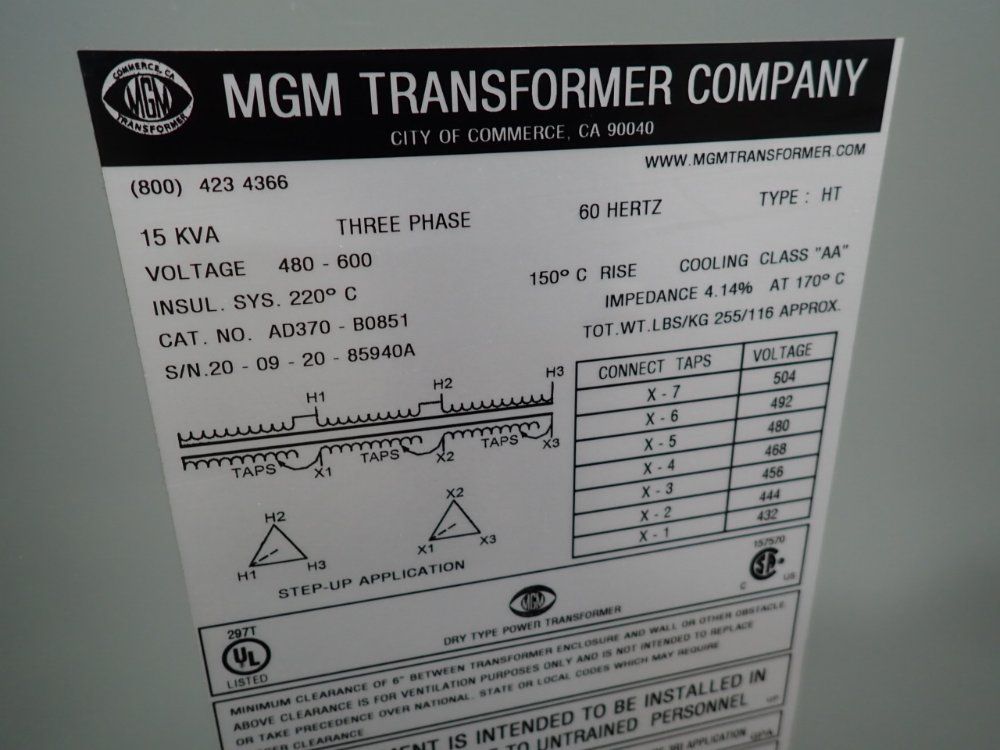 COMMERCE, CA
MGM
TRANSFORMER
MGM TRANSFORMER COMPANY
CITY OF COMMERCE, CA 90040
WWW.MGMTRANSFORMER.COM
(800) 423 4366
15 KVA THREE PHASE 60 HERTZ TYPE : HT
VOLTAGE 480 - 600
150° C RISE COOLING CLASS "AA"
INSUL. SYS. 220° C
IMPEDANCE 4.14% AT 170° C
CAT. NO. AD370 - B0851
TOT.WT.LBS/KG 255/116 APPROX.
S/N.20 - 09 - 20 - 85940A
CONNECT TAPS VOLTAGE
X - 7 504
X - 6 492
X - 5 480
X - 4 468
X - 3 456
X - 2 444
X - 1 432
H1 H2 H3
TAPS X1 TAPS X2 TAPS X3
H2 X2
H1 H3 X1 X3
STEP-UP APPLICATION
297T
UL
LISTED
MGM
DRY TYPE POWER TRANSFORMER
157570
C US
MINIMUM CLEARANCE OF 6" BETWEEN TRANSFORMER ENCLOSURE AND WALL OR OTHER OBSTACLE
ABOVE CLEARANCE IS FOR VENTILATION PURPOSES ONLY AND IS NOT INTENDED TO REPLACE
OR TAKE PRECEDENCE OVER NATIONAL. STATE OR LOCAL CODES WHICH MAY REQUIRE
CLEARANCE
IS INTENDED TO BE INSTALLED IN
TO UNTRAINED PERSONNEL
APPLICATION